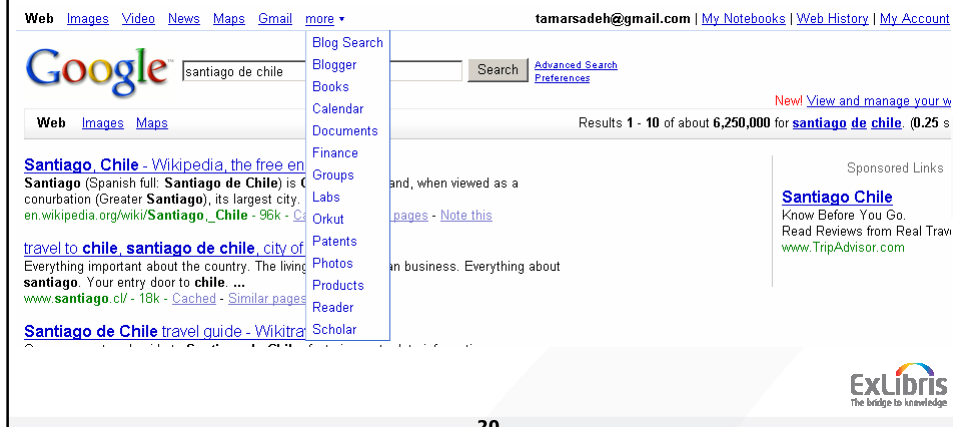 Web Images Video News Maps Gmail more tamarsadeh@gmail.com | My Notebooks | Web History | My Account
Blog Search
Blogger
Books
Calendar
Documents
Finance
Groups
Labs
Orkut
Patents
Photos
Products
Reader
Scholar
Google santiago de chile Search Advanced Search
Preferences
New! View and manage your w
Web Images Maps Results 1 - 10 of about 6,250,000 for santiago de chile. (0.25 s
Santiago, Chile - Wikipedia, the free en
Santiago (Spanish full: Santiago de Chile) is and, when viewed as a
conurbation (Greater Santiago), its largest city.
en.wikipedia.org/wiki/Santiago,_Chile - 96k - pages - Note this
travel to chile, santiago de chile, city of
Everything important about the country. The living an business. Everything about
santiago. Your entry door to chile. ...
www.santiago.cl/ - 18k - Cached - Similar pages
Santiago de Chile travel guide - Wikitra
Sponsored Links
Santiago Chile
Know Before You Go.
Read Reviews from Real Trav
www.TripAdvisor.com
ExLibris
The bridge to knowledge
20